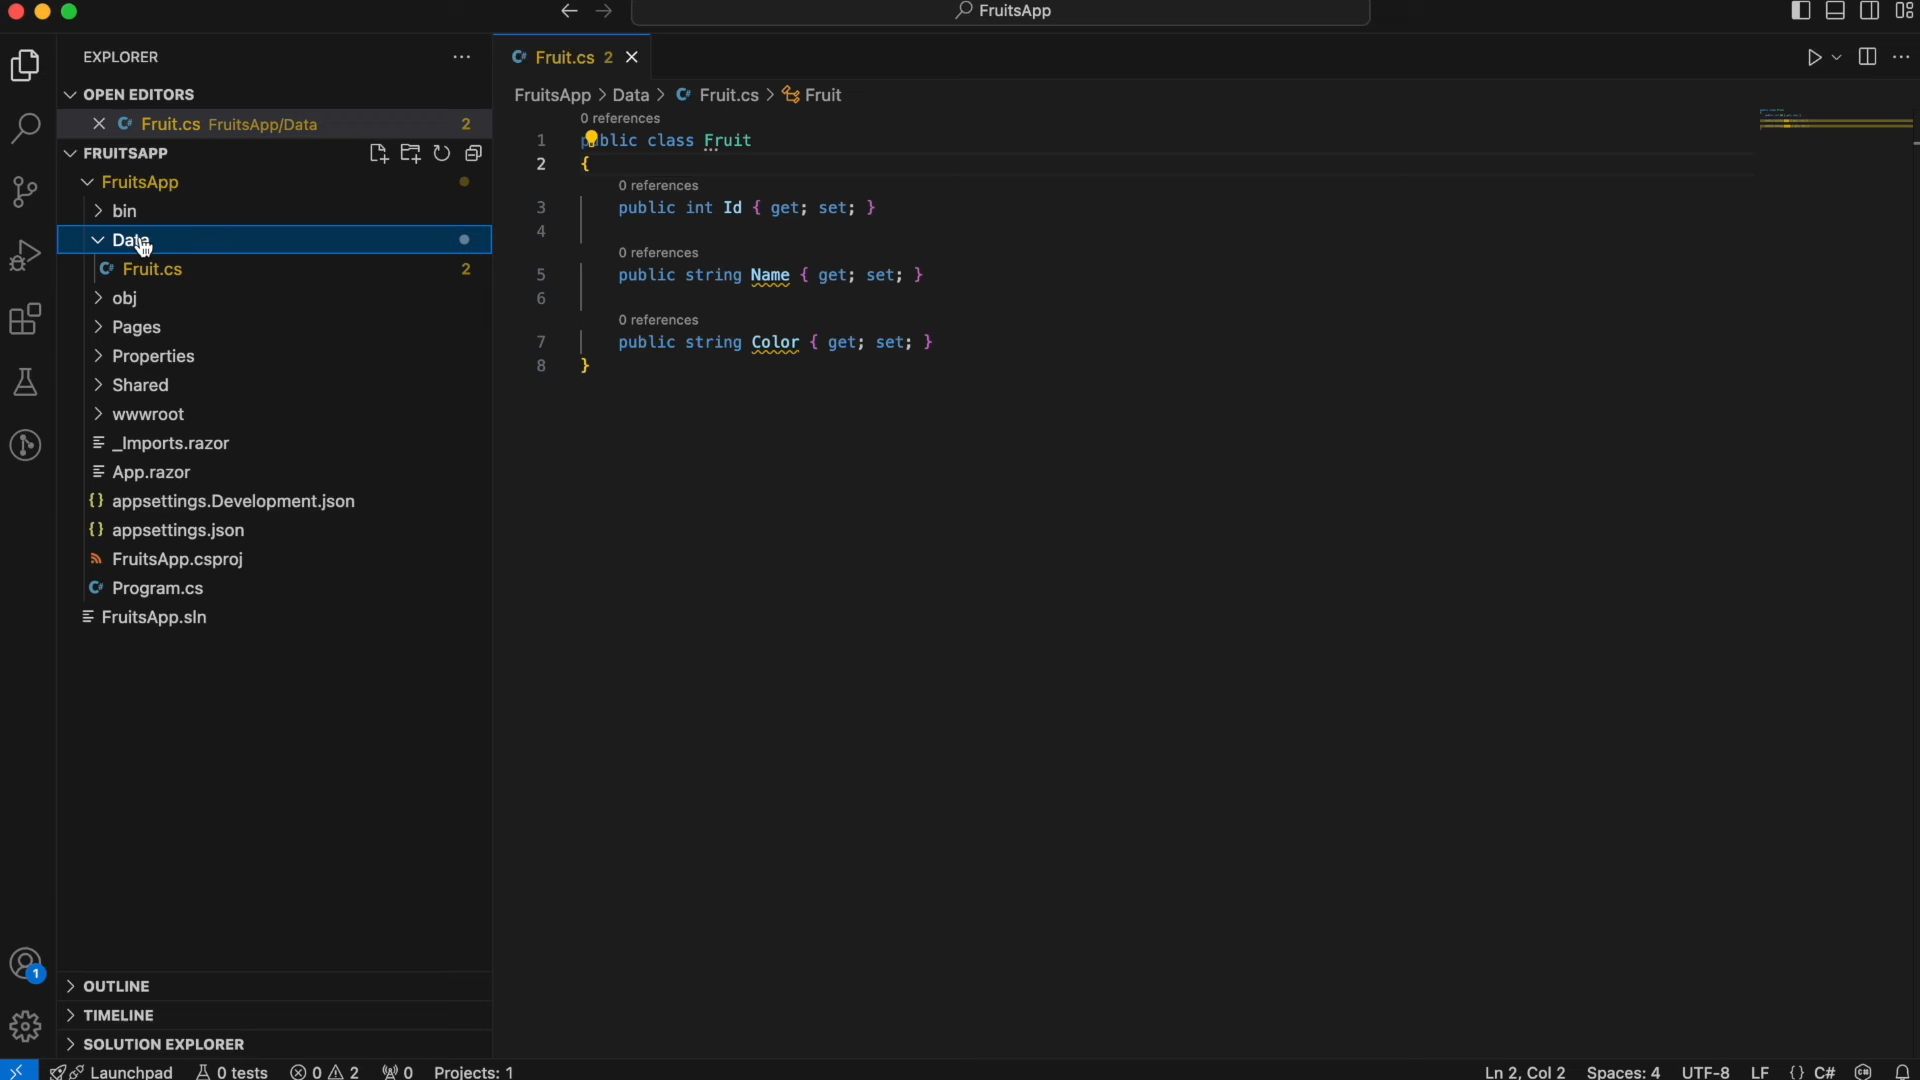 FruitsApp
EXPLORER
OPEN EDITORS
Fruit.cs FruitsApp/Data 2
FRUITSAPP
FruitsApp
bin
Data
Fruit.cs 2
obj
Pages
Properties
Shared
wwwroot
_Imports.razor
App.razor
{} appsettings.Development.json
{} appsettings.json
FruitsApp.csproj
C# Program.cs
FruitsApp.sln
OUTLINE
TIMELINE
SOLUTION EXPLORER
C# Fruit.cs 2
FruitsApp > Data > C# Fruit.cs > Fruit
0 references
1 public class Fruit
2 {
0 references
3 public int Id { get; set; }
4
0 references
5 public string Name { get; set; }
6
0 references
7 public string Color { get; set; }
8 }
1
Launchpad 0 tests 0 2 0 Projects: 1
Ln 2, Col 2 Spaces: 4 UTF-8 LF {} C#